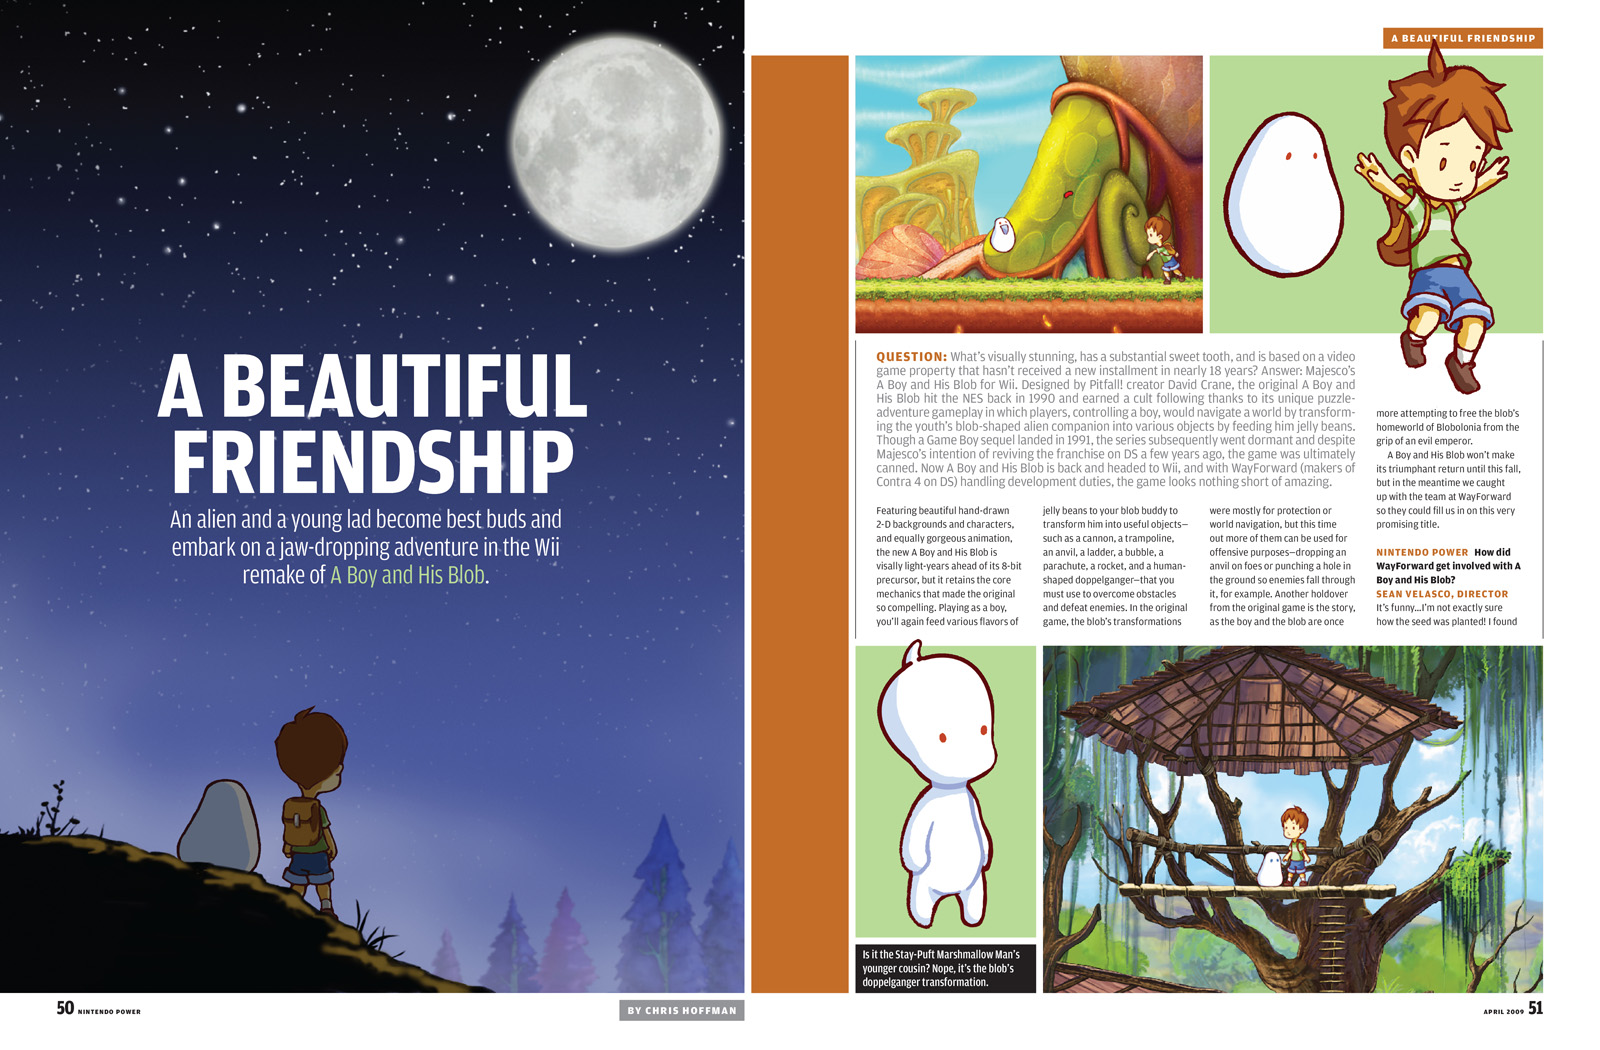 A BEAUTIFUL
FRIENDSHIP
An alien and a young lad become best buds and
embark on a jaw-dropping adventure in the Wii
remake of A Boy and His Blob.
50 NINTENDO POWER
BY CHRIS HOFFMAN
A BEAUTIFUL FRIENDSHIP
QUESTION: What's visually stunning, has a substantial sweet tooth, and is based on a video
game property that hasn't received a new installment in nearly 18 years? Answer: Majesco's
A Boy and His Blob for Wii. Designed by Pitfall! creator David Crane, the original A Boy and
His Blob hit the NES back in 1990 and earned a cult following thanks to its unique puzzle-
adventure gameplay in which players, controlling a boy, would navigate a world by transform-
ing the youth's blob-shaped alien companion into various objects by feeding him jelly beans.
Though a Game Boy sequel landed in 1991, the series subsequently went dormant and despite
Majesco's intention of reviving the franchise on DS a few years ago, the game was ultimately
canned. Now A Boy and His Blob is back and headed to Wii, and with WayForward (makers of
Contra 4 on DS) handling development duties, the game looks nothing short of amazing.
Featuring beautiful hand-drawn
2-D backgrounds and characters,
and equally gorgeous animation,
the new A Boy and His Blob is
visally light-years ahead of its 8-bit
precursor, but it retains the core
mechanics that made the original
so compelling. Playing as a boy,
you'll again feed various flavors of
jelly beans to your blob buddy to
transform him into useful objects—
such as a cannon, a trampoline,
an anvil, a ladder, a bubble, a
parachute, a rocket, and a human-
shaped doppelganger—that you
must use to overcome obstacles
and defeat enemies. In the original
game, the blob's transformations
were mostly for protection or
world navigation, but this time
out more of them can be used for
offensive purposes—dropping an
anvil on foes or punching a hole in
the ground so enemies fall through
it, for example. Another holdover
from the original game is the story,
as the boy and the blob are once
more attempting to free the blob's
homeworld of Blobolonia from the
grip of an evil emperor.
A Boy and His Blob won't make
its triumphant return until this fall,
but in the meantime we caught
up with the team at WayForward
so they could fill us in on this very
promising title.
NINTENDO POWER How did
WayForward get involved with A
Boy and His Blob?
SEAN VELASCO, DIRECTOR
It's funny...I'm not exactly sure
how the seed was planted! I found
Is it the Stay-Puft Marshmallow Man's
younger cousin? Nope, it's the blob's
doppelganger transformation.
APRIL 2009 51